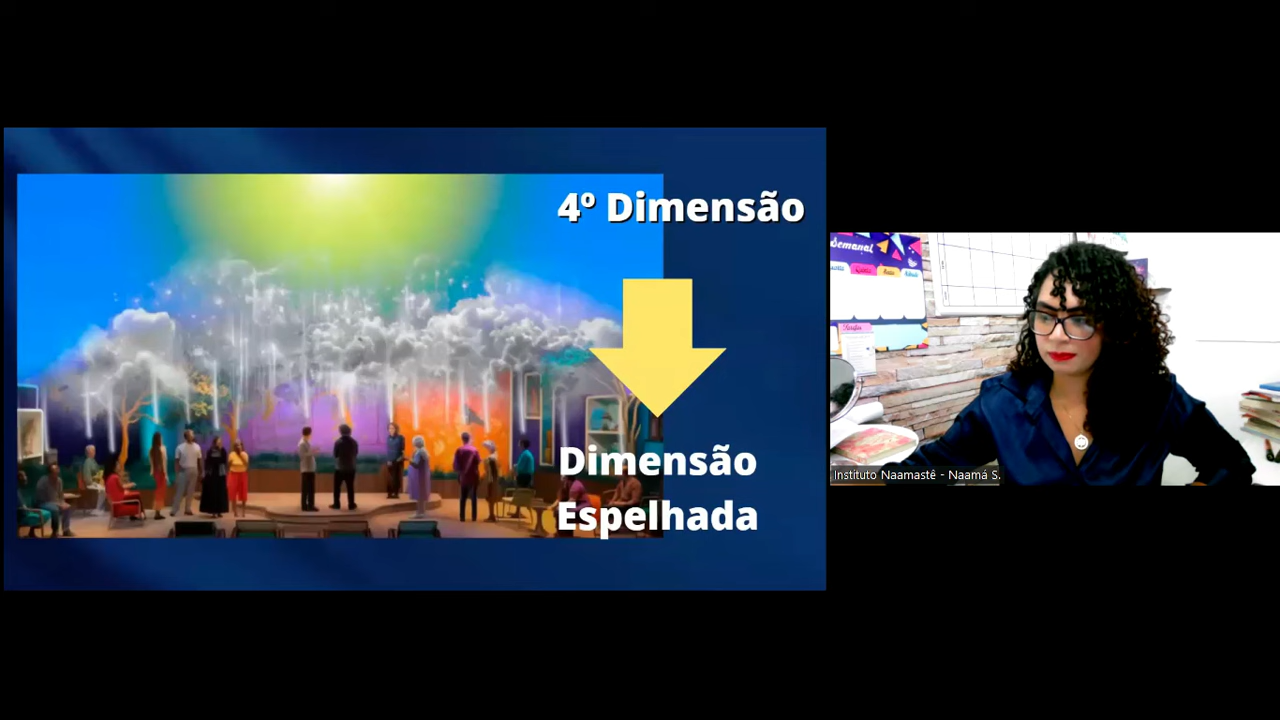 4º Dimensão
Dimensão
Espelhada
Semanal
Instituto Naamastê - Naamá S.